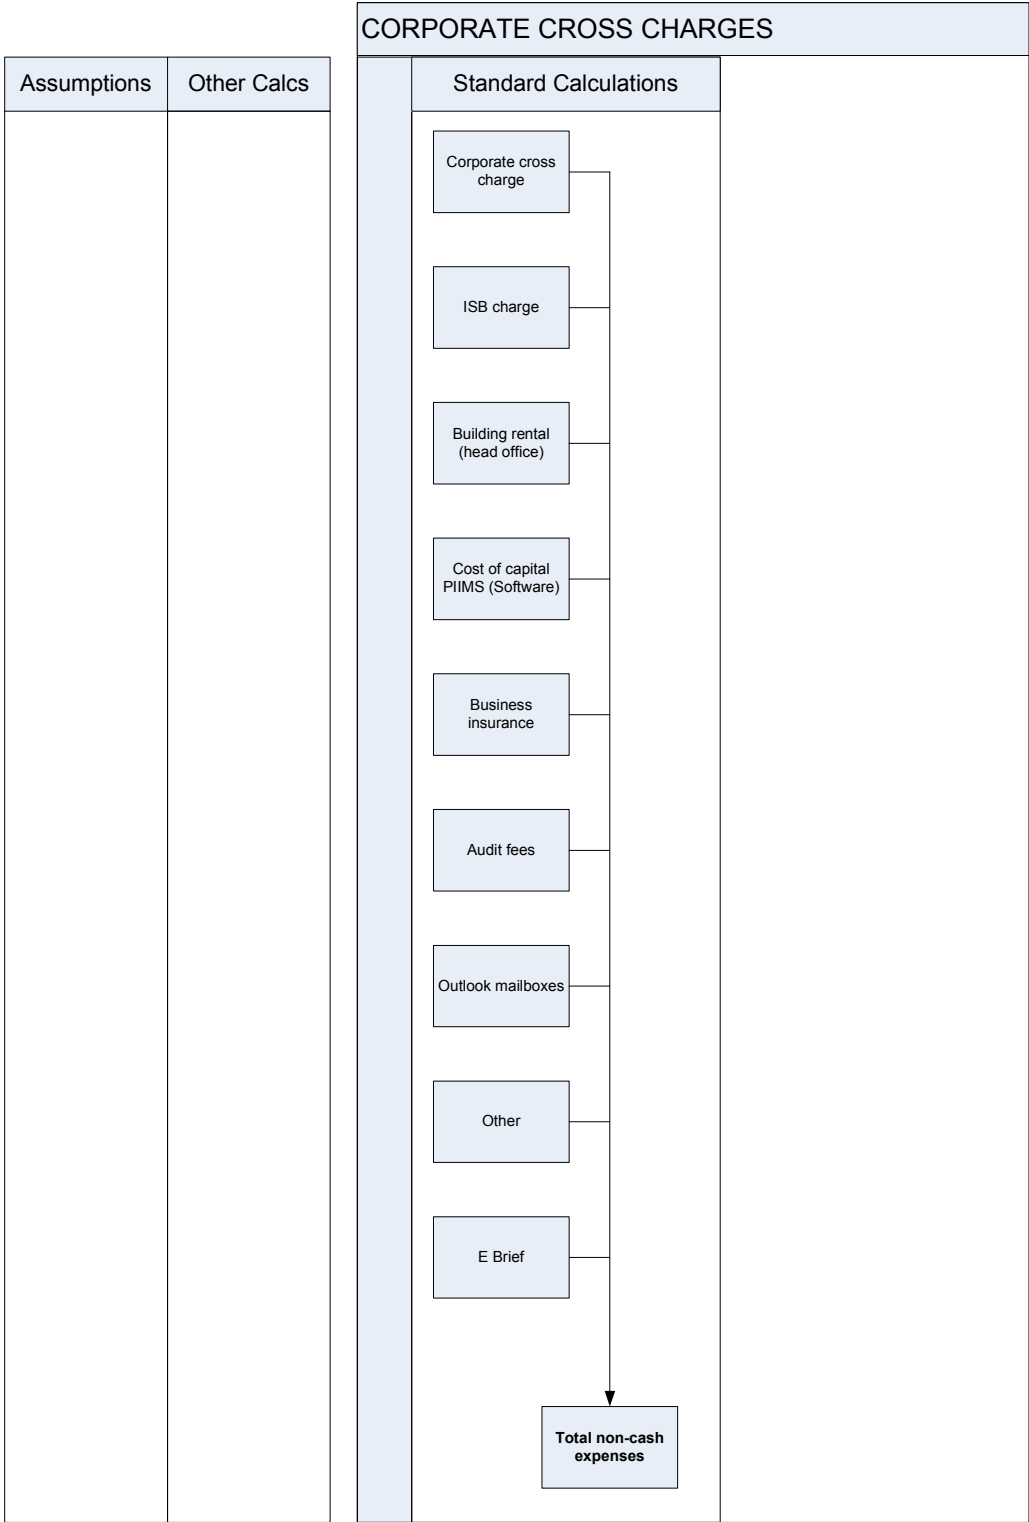 CORPORATE CROSS CHARGES
Assumptions
Other Calcs
Standard Calculations
Corporate cross
charge
ISB charge
Building rental
(head office)
Cost of capital
PIIMS (Software)
Business
insurance
Audit fees
Outlook mailboxes
Other
E Brief
Total non-cash
expenses